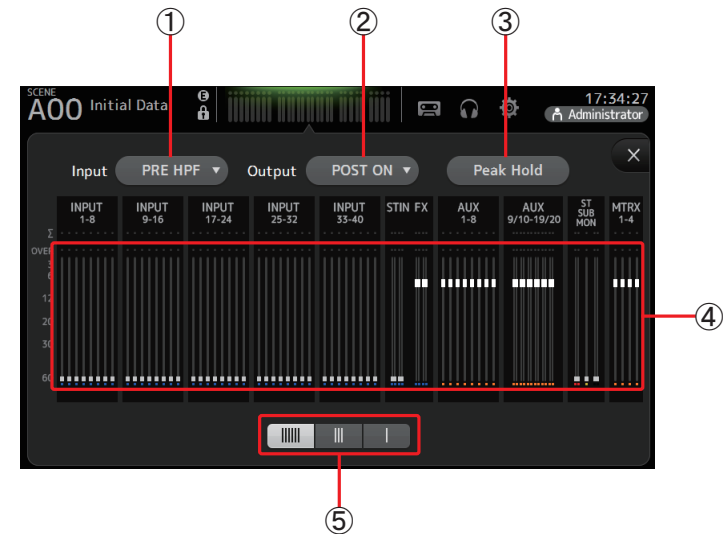 ① ② ③
SCENE
A00 Initial Data E
17:34:27
Administrator
Input PRE HPF ▼ Output POST ON ▼ Peak Hold ×
INPUT 1-8
INPUT 9-16
INPUT 17-24
INPUT 25-32
INPUT 33-40
STIN FX
AUX 1-8
AUX 9/10-19/20
ST SUB MON
MTRX 1-4
Σ
OVER
3
6
12
20
30
60
④
⑤